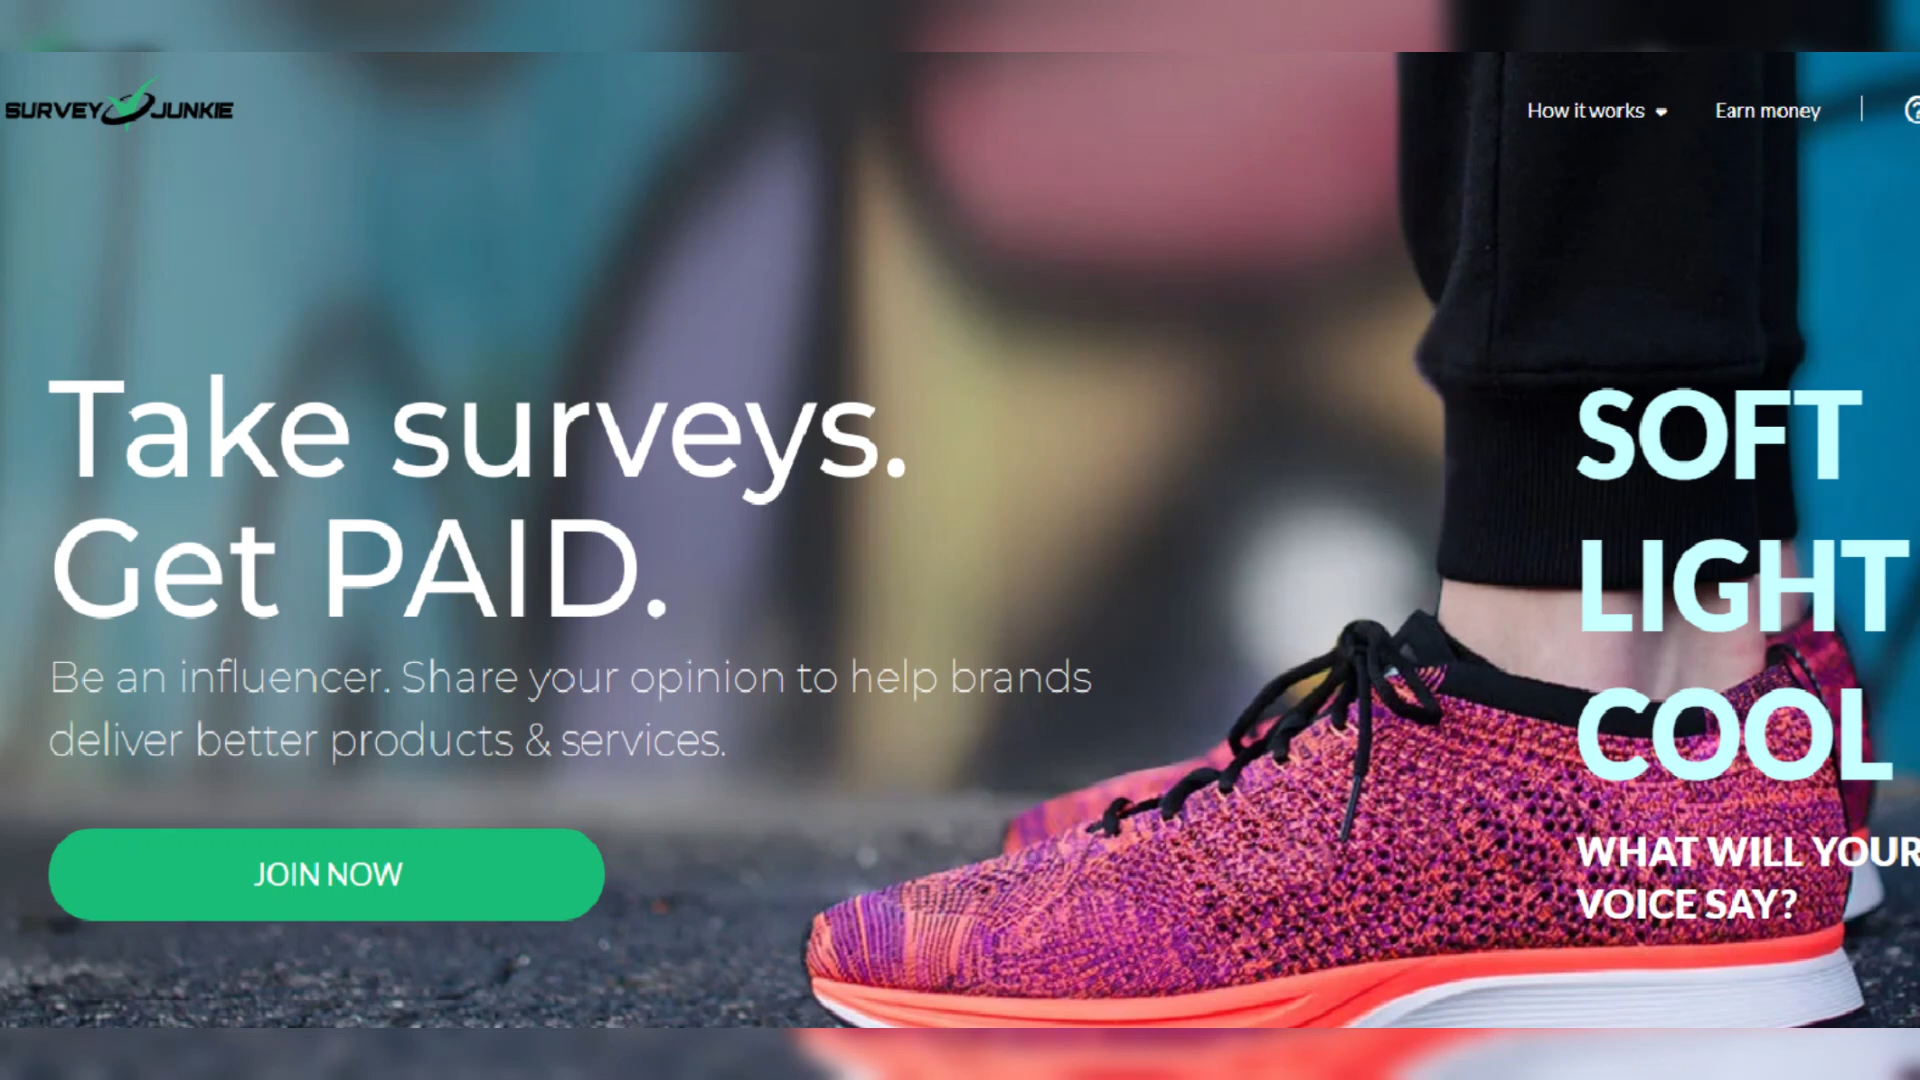 SURVEY JUNKIE
How it works
Earn money
Take surveys.
Get PAID.
Be an influencer. Share your opinion to help brands
deliver better products & services.
JOIN NOW
SOFT
LIGHT
COOL
WHAT WILL YOUR
VOICE SAY?